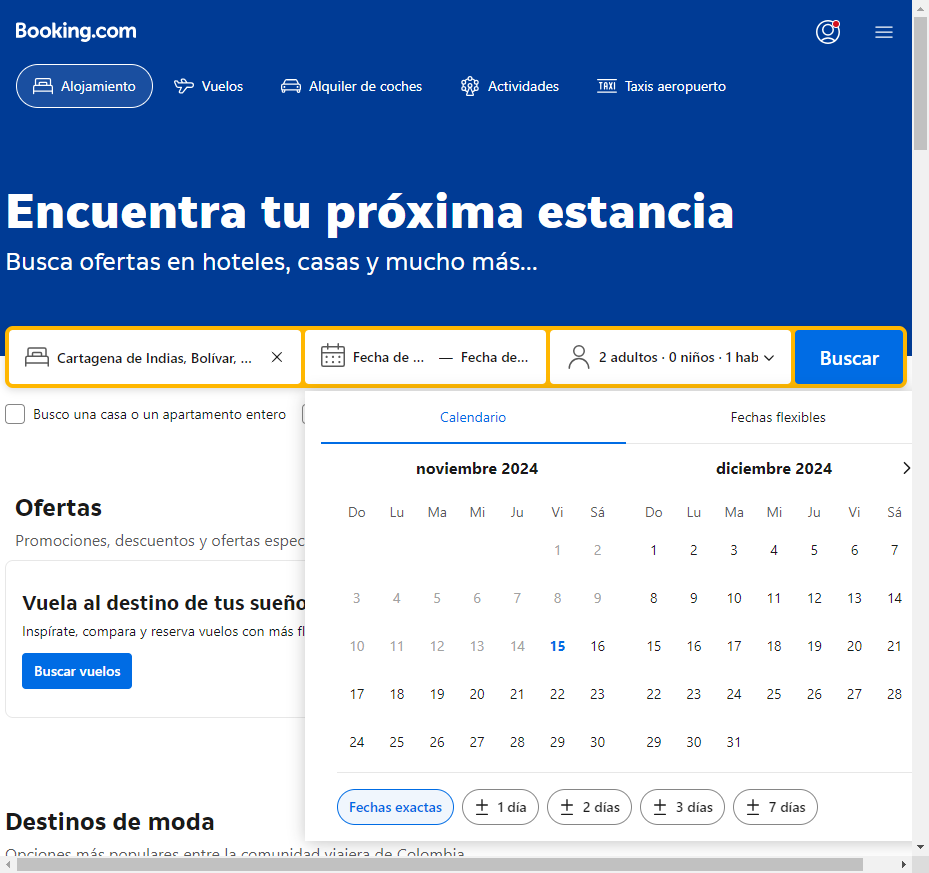 Booking.com
Alojamiento Vuelos Alquiler de coches Actividades TAXI Taxis aeropuerto
Encuentra tu próxima estancia
Busca ofertas en hoteles, casas y mucho más...
Cartagena de Indias, Bolívar, ... Fecha de ... — Fecha de... 2 adultos · 0 niños · 1 hab Buscar
Busco una casa o un apartamento entero
Calendario Fechas flexibles
noviembre 2024 diciembre 2024
Do Lu Ma Mi Ju Vi Sá Do Lu Ma Mi Ju Vi Sá
1 2 1 2 3 4 5 6 7
3 4 5 6 7 8 9 8 9 10 11 12 13 14
10 11 12 13 14 15 16 15 16 17 18 19 20 21
17 18 19 20 21 22 23 22 23 24 25 26 27 28
24 25 26 27 28 29 30 29 30 31
Fechas exactas ± 1 día ± 2 días ± 3 días ± 7 días
Ofertas
Promociones, descuentos y ofertas espec
Vuela al destino de tus sueño
Inspírate, compara y reserva vuelos con más fl
Buscar vuelos
Destinos de moda
Opciones más populares entre la comunidad viajera de Colombia